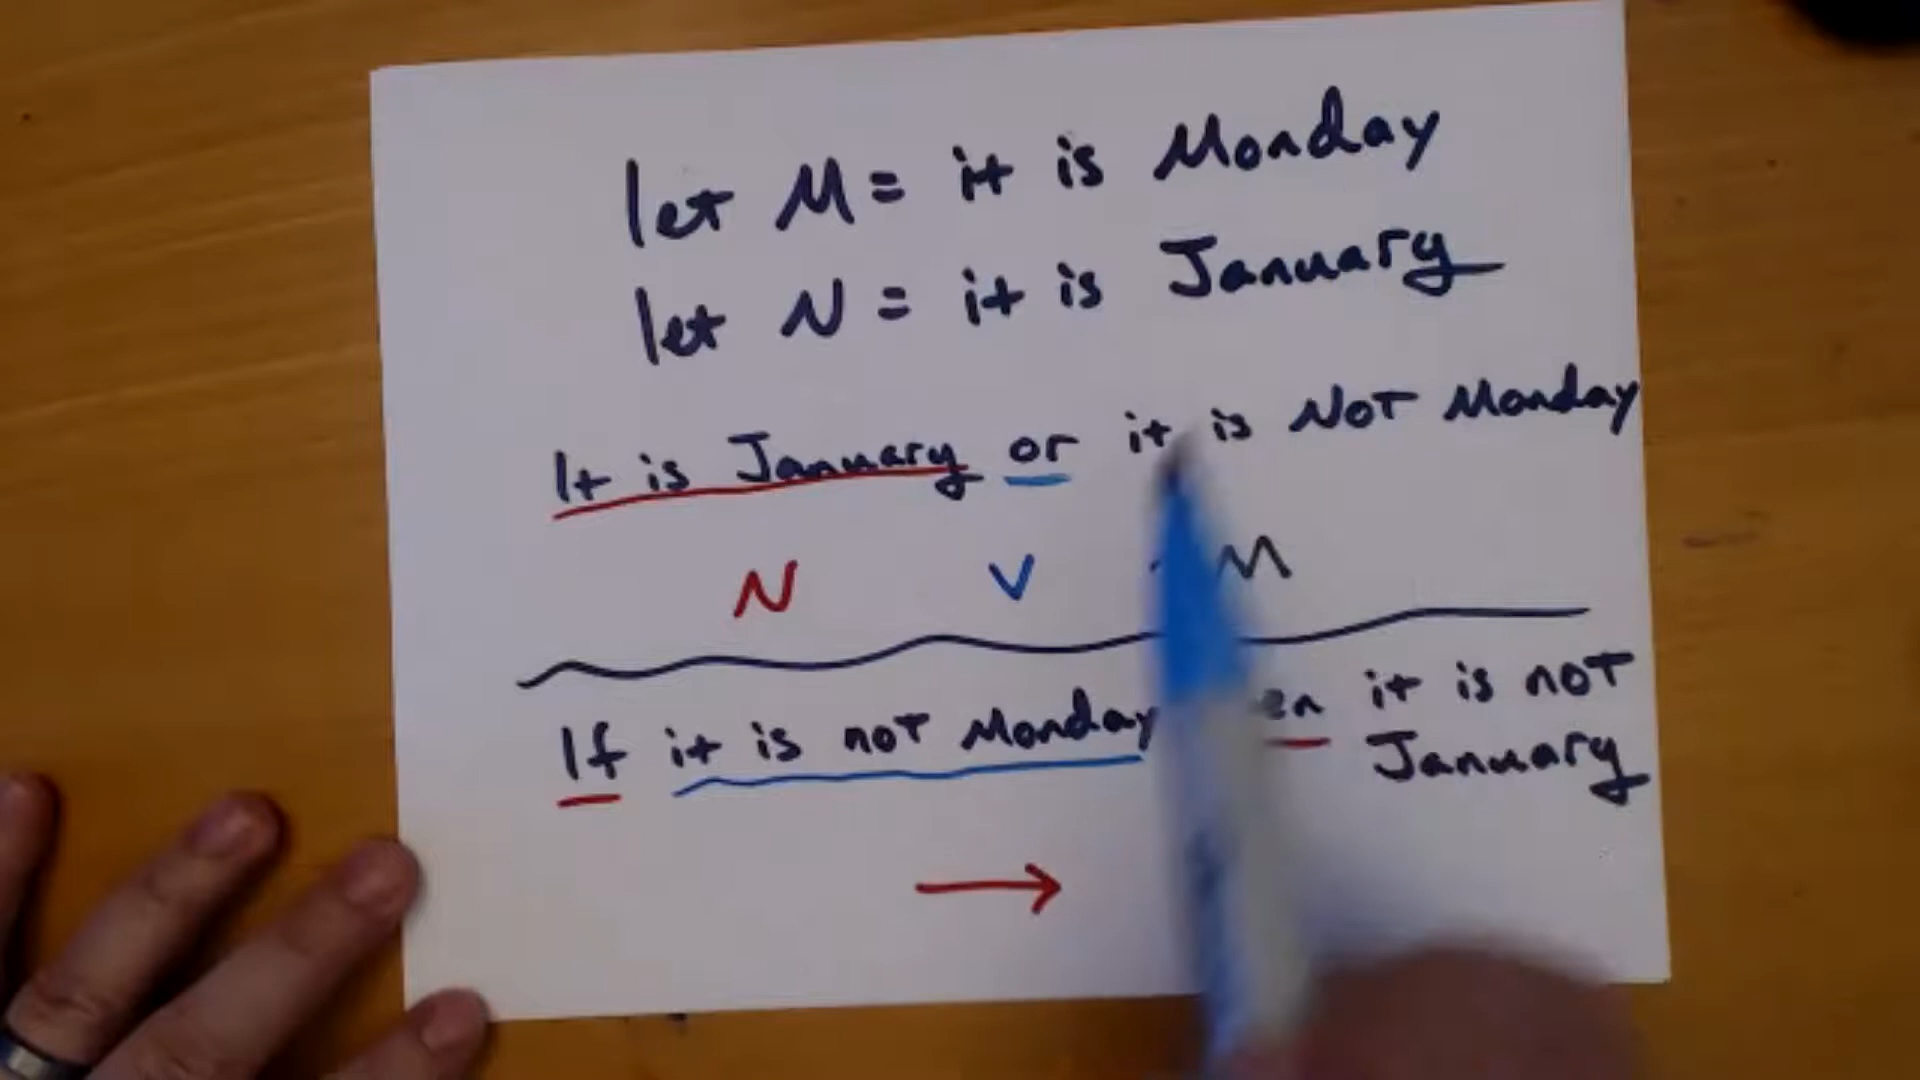 let M = it is Monday
let N = it is January
It is January or it is NOT Monday
N V M
If it is not Monday it is not
January
→